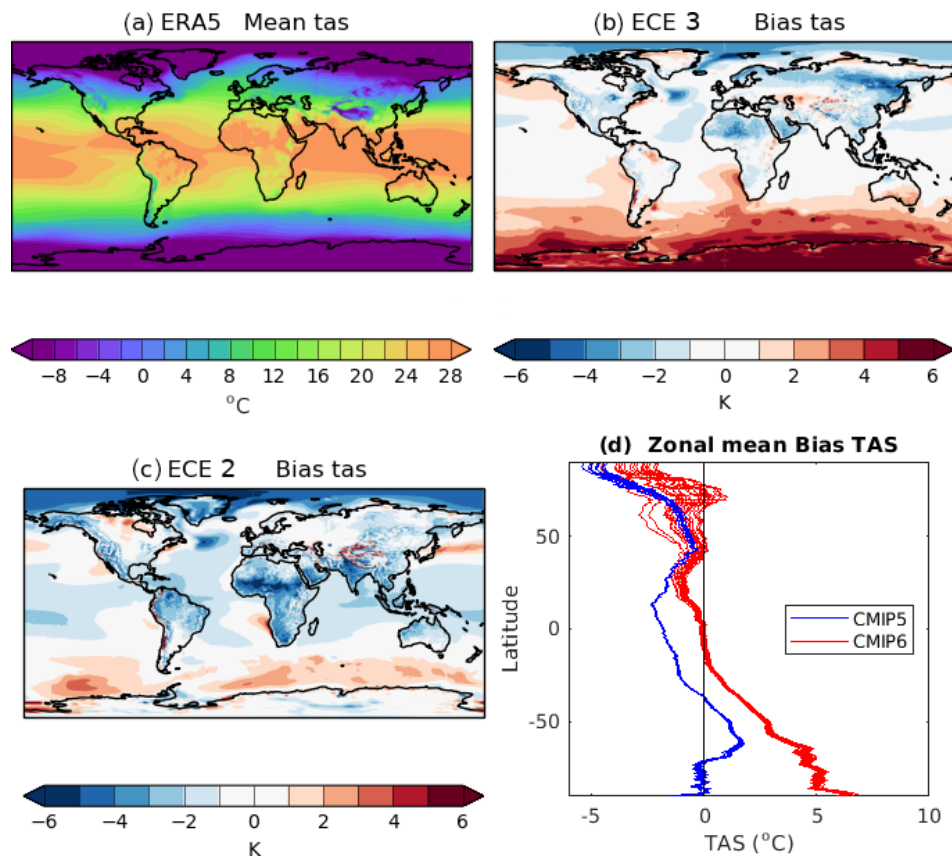 (a) ERA5 Mean tas
(b) ECE 3 Bias tas
−8 −4 0 4 8 12 16 20 24 28
°C
−6 −4 −2 0 2 4 6
K
(c) ECE 2 Bias tas
−6 −4 −2 0 2 4 6
K
(d) Zonal mean Bias TAS
50
0
-50
Latitude
CMIP5
CMIP6
-5 0 5 10
TAS (°C)